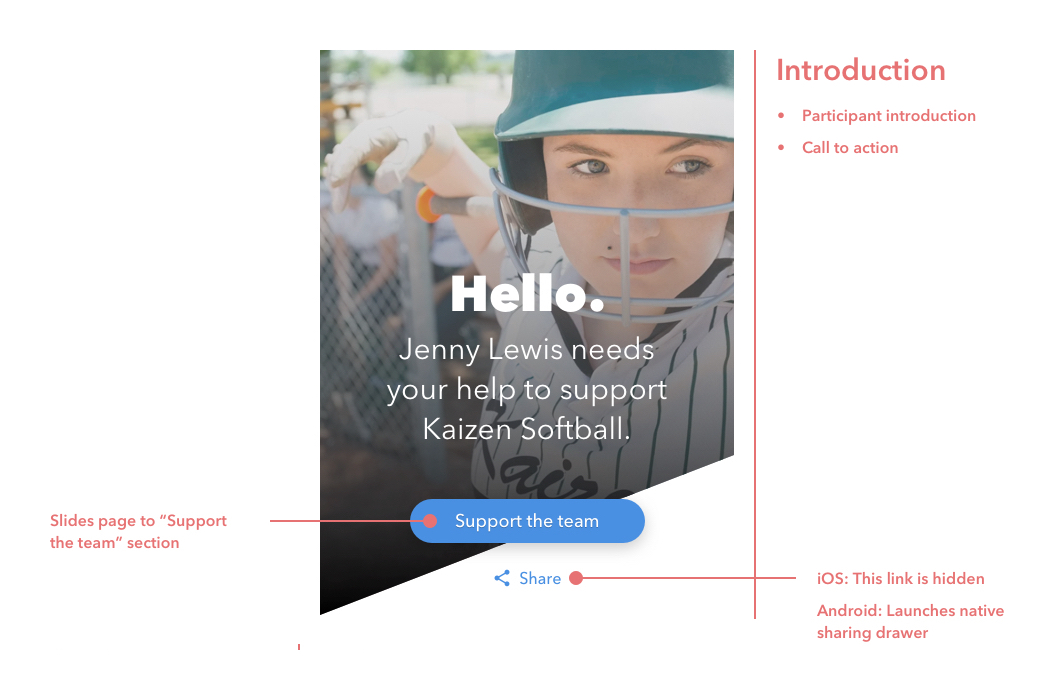 Introduction
• Participant introduction
• Call to action
Hello.
Jenny Lewis needs
your help to support
Kaizen Softball.
Support the team
Slides page to “Support
the team” section
Share
iOS: This link is hidden
Android: Launches native
sharing drawer